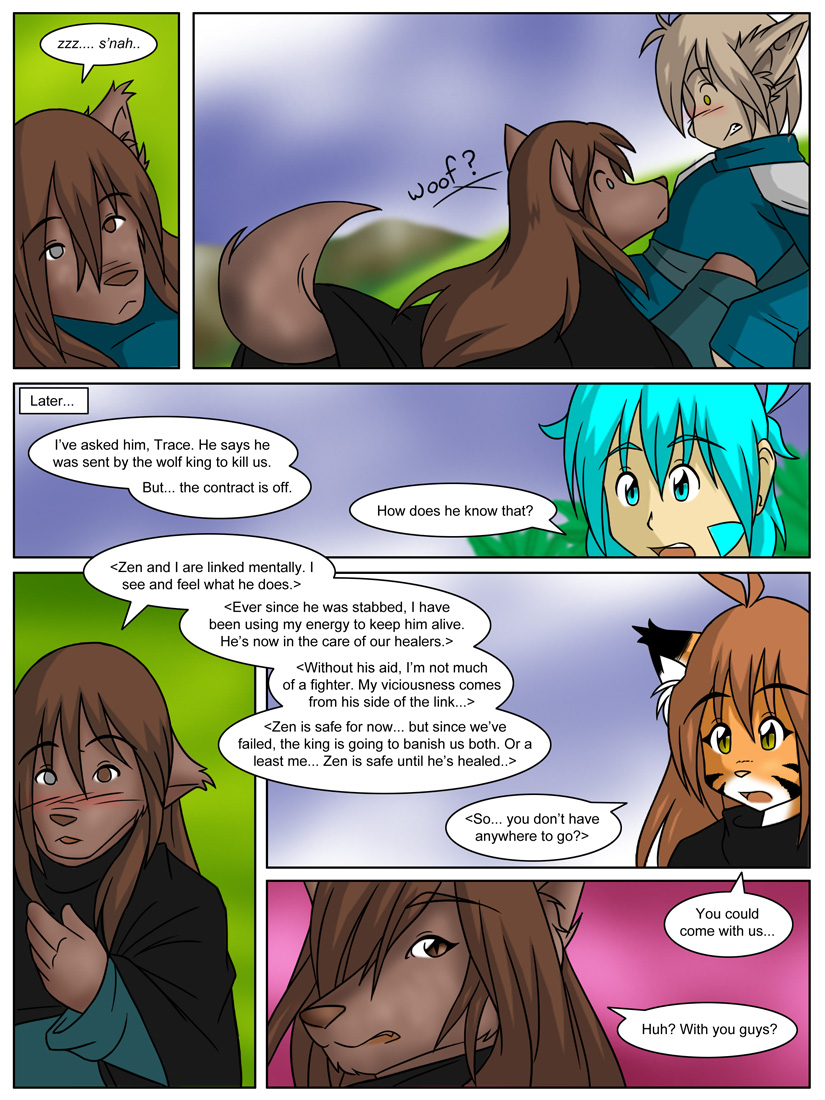 zzz.... s'nah..
woof?
Later...
I've asked him, Trace. He says he
was sent by the wolf king to kill us.
But... the contract is off.
How does he know that?
<Zen and I are linked mentally. I
see and feel what he does.>
<Ever since he was stabbed, I have
been using my energy to keep him alive.
He's now in the care of our healers.>
<Without his aid, I'm not much
of a fighter. My viciousness comes
from his side of the link...>
<Zen is safe for now... but since we've
failed, the king is going to banish us both. Or a
least me... Zen is safe until he's healed..>
<So... you don't have
anywhere to go?>
You could
come with us...
Huh? With you guys?